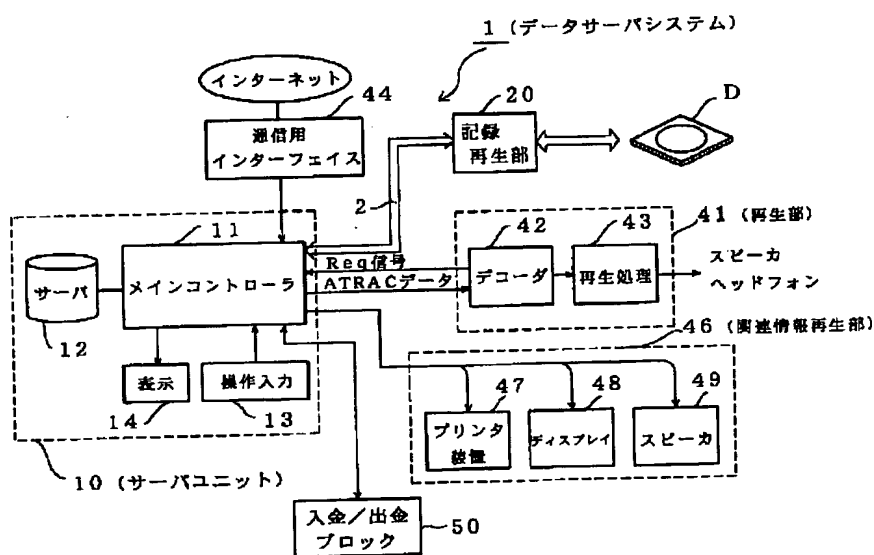 1 (データサーバシステム)
インターネット
44
通信用
インターフェイス
20
記録
再生部
D
2
11
メインコントローラ
サーバ
12
Req信号
ATRACデータ
42
デコーダ
43
再生処理
41 (再生部)
スピーカ
ヘッドフォン
46 (関連情報再生部)
表示
14
操作入力
13
47
プリンタ
装置
48
ディスプレイ
49
スピーカ
10 (サーバユニット)
入金/出金
ブロック
50